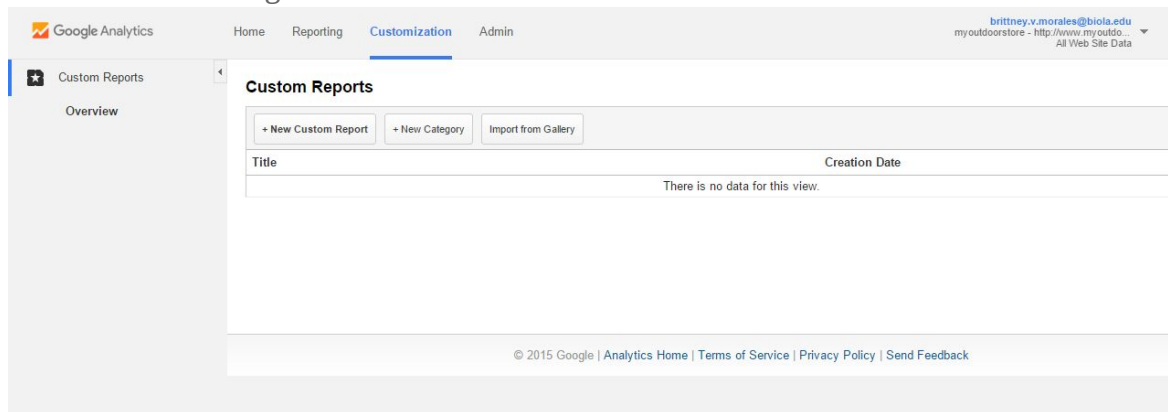 Google Analytics
Home Reporting Customization Admin
brittney.v.morales@biola.edu
myoutdoorstore - http://www.myoutdo...
All Web Site Data
Custom Reports
Overview
Custom Reports
+ New Custom Report + New Category Import from Gallery
Title Creation Date
There is no data for this view.
© 2015 Google | Analytics Home | Terms of Service | Privacy Policy | Send Feedback